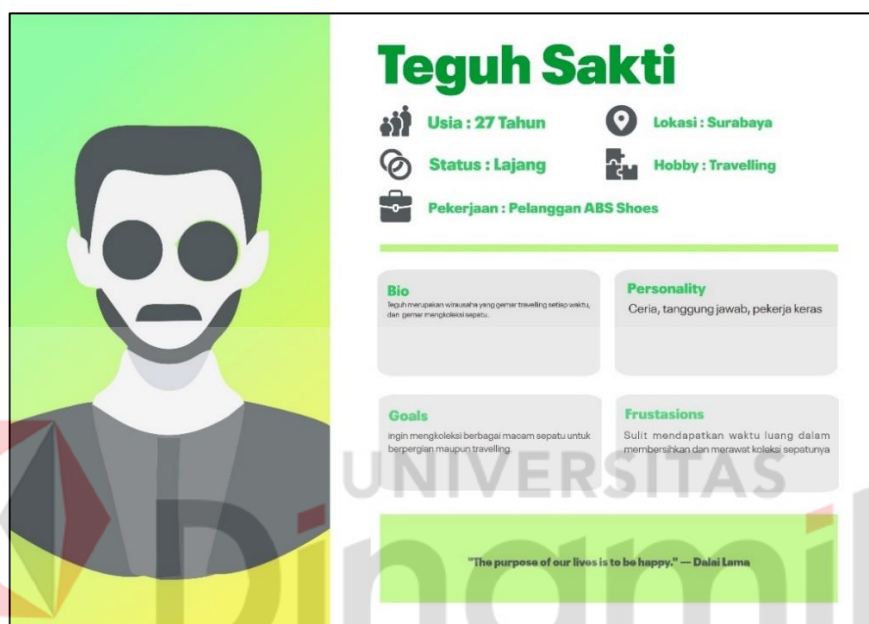 Teguh Sakti
Usia : 27 Tahun
Lokasi : Surabaya
Status : Lajang
Hobby : Travelling
Pekerjaan : Pelanggan ABS Shoes
Bio
Teguh merupakan wirausaha yang gemar travelling setiap waktu,
dan gemar mengkoleksi sepatu.
Personality
Ceria, tanggung jawab, pekerja keras
Goals
ingin mengkoleksi berbagai macam sepatu untuk
berpergian maupun travelling.
Frustasions
Sulit mendapatkan waktu luang dalam
membersihkan dan merawat koleksi sepatunya
UNIVERSITAS
Dinamik
"The purpose of our lives is to be happy." — Dalai Lama